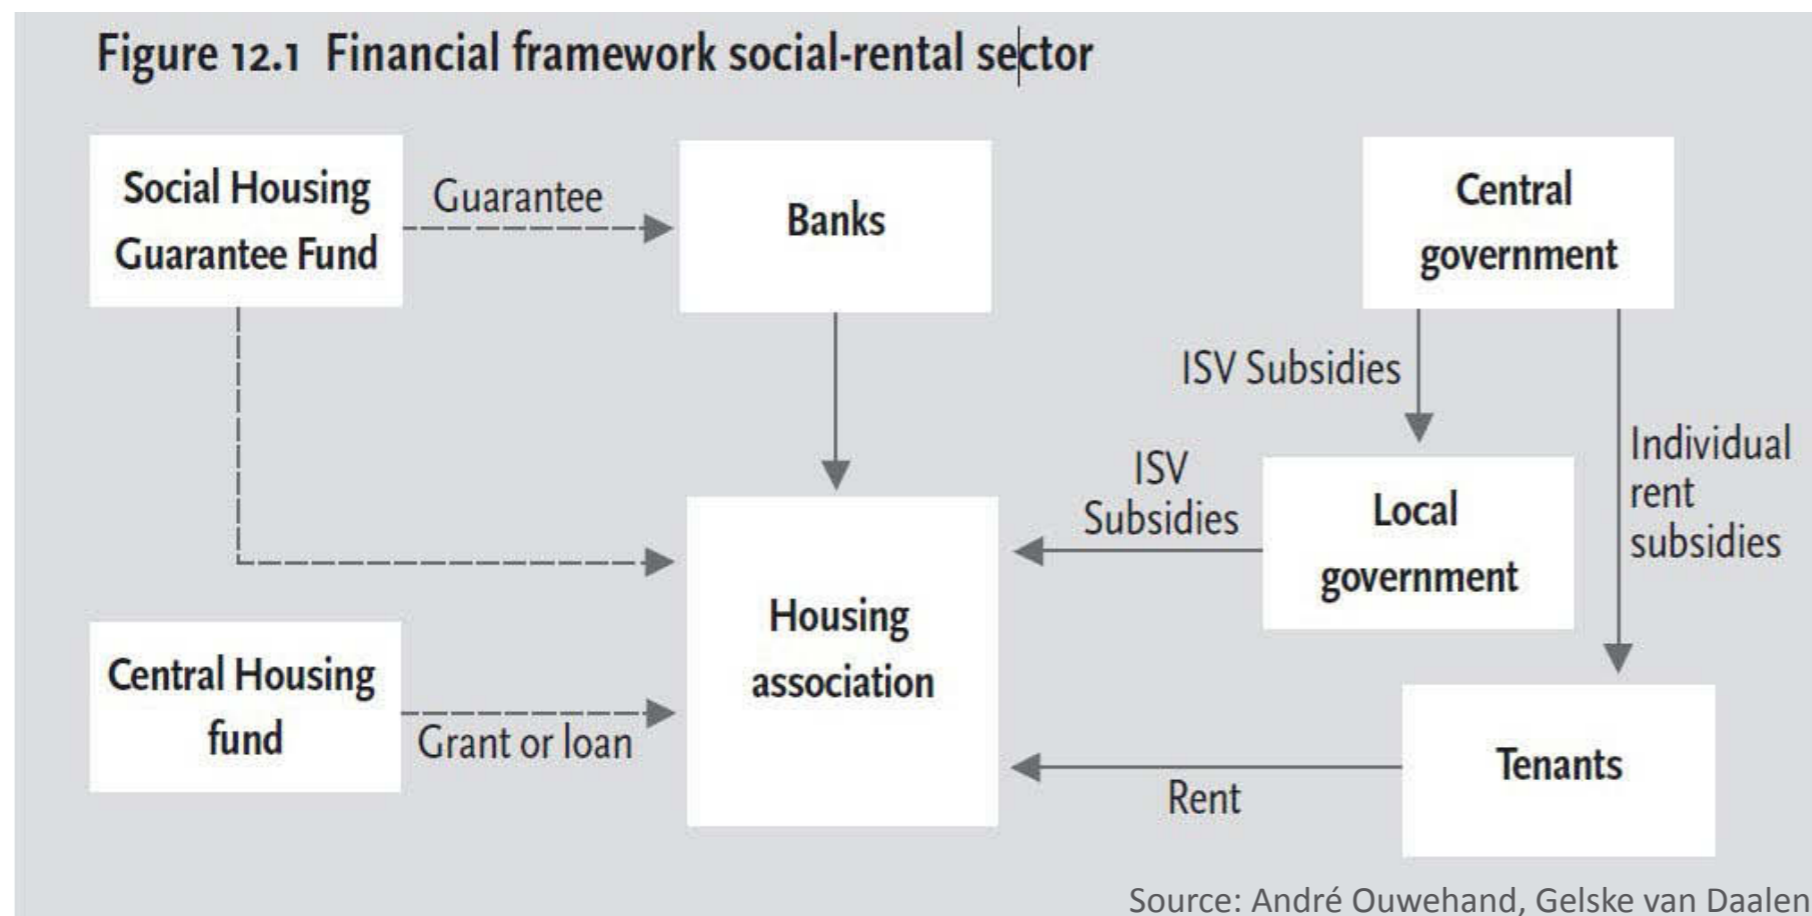 Figure 12.1 Financial framework social-rental sector
Social Housing
Guarantee Fund
Guarantee
Banks
Central
government
ISV Subsidies
Individual
rent
subsidies
ISV
Subsidies
Local
government
Housing
association
Central Housing
fund
Grant or loan
Tenants
Rent
Source: André Ouwehand, Gelske van Daalen